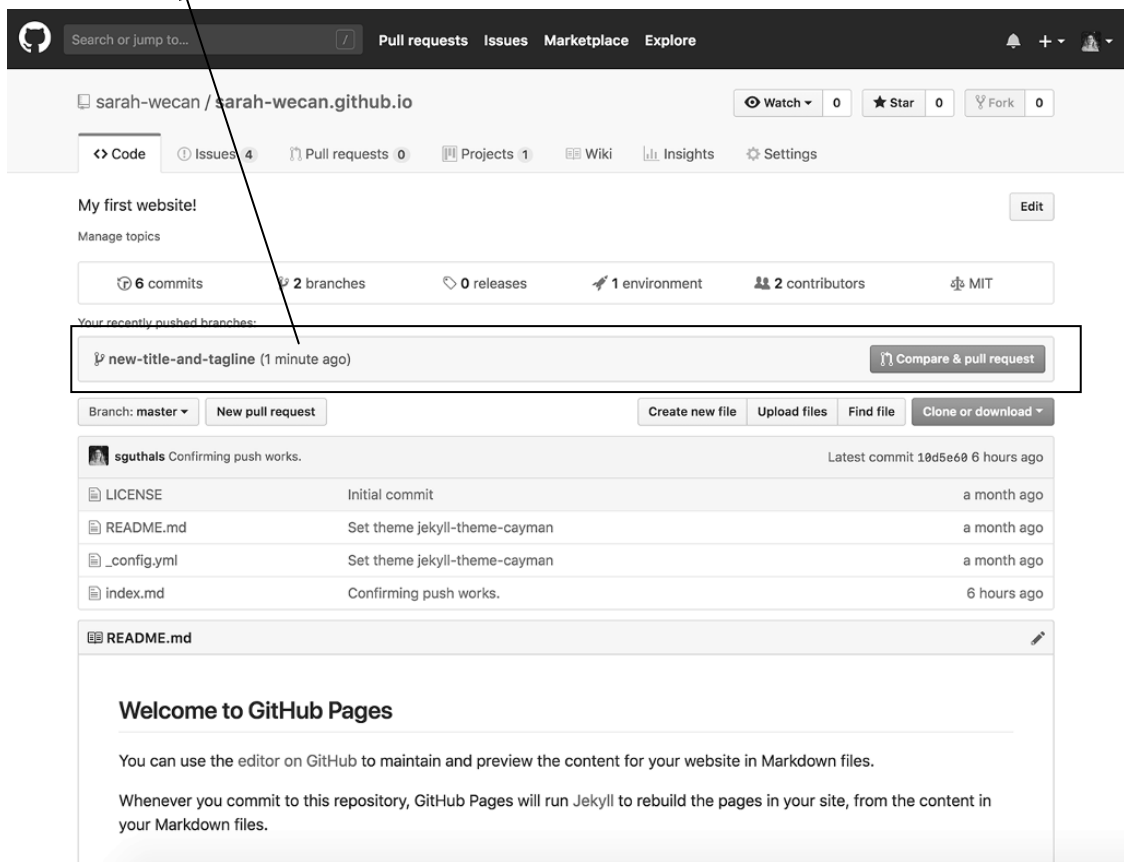 Search or jump to... / Pull requests Issues Marketplace Explore
sarah-wecan / sarah-wecan.github.io Watch 0 Star 0 Fork 0
Code Issues 4 Pull requests 0 Projects 1 Wiki Insights Settings
My first website! Edit
Manage topics
6 commits 2 branches 0 releases 1 environment 2 contributors MIT
Your recently pushed branches:
new-title-and-tagline (1 minute ago) Compare & pull request
Branch: master New pull request Create new file Upload files Find file Clone or download
sguthals Confirming push works. Latest commit 10d5e60 6 hours ago
LICENSE Initial commit a month ago
README.md Set theme jekyll-theme-cayman a month ago
_config.yml Set theme jekyll-theme-cayman a month ago
index.md Confirming push works. 6 hours ago
README.md
Welcome to GitHub Pages
You can use the editor on GitHub to maintain and preview the content for your website in Markdown files.
Whenever you commit to this repository, GitHub Pages will run Jekyll to rebuild the pages in your site, from the content in
your Markdown files.